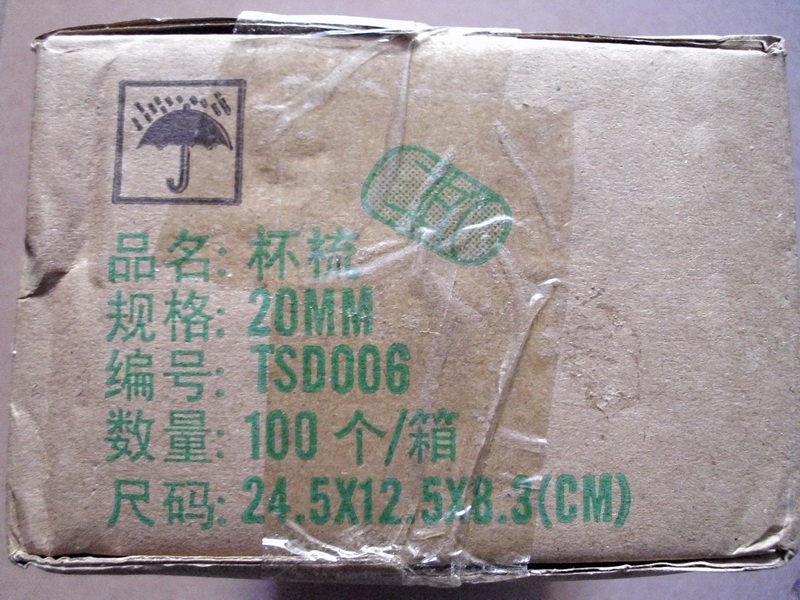 品名: 杯梳
规格: 20MM
编号: TSD006
数量: 100 个/箱
尺码: 24.5X12.5X8.3(CM)